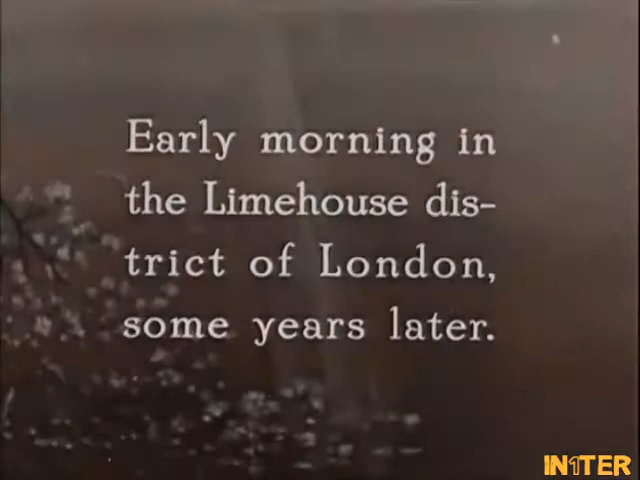 Early morning in
the Limehouse dis-
trict of London,
some years later.
IN1TER